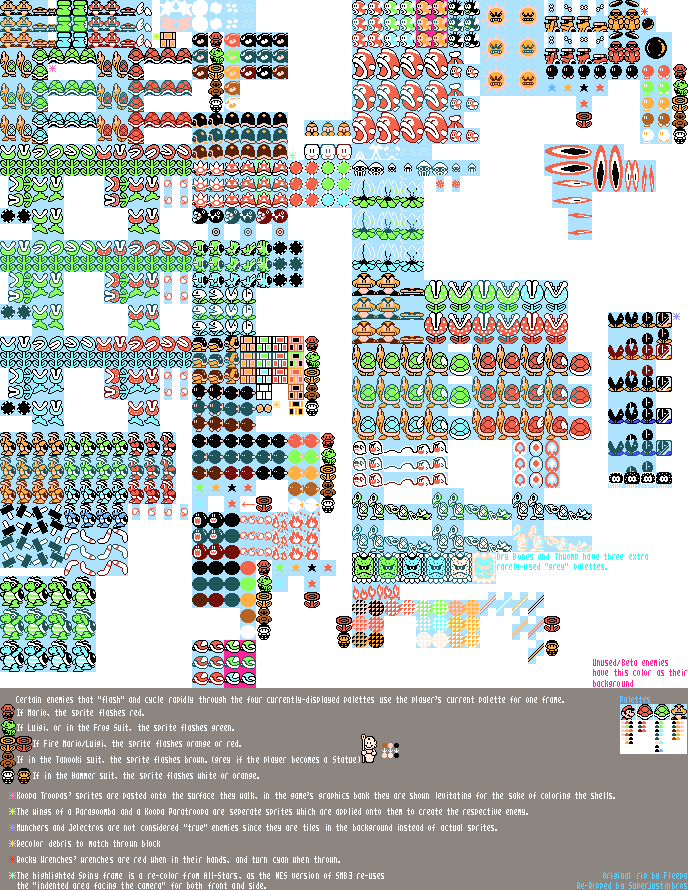 Dry Bones and Thwomp have three extra
rarely-used "grey" palettes.
Unused/Beta enemies
have this color as their
background
Certain enemies that "flash" and cycle rapidly through the four currently-displayed palettes use the player's current palette for one frame.
Palettes
If Mario, the sprite flashes red.
If Luigi, or in the Frog Suit, the sprite flashes green.
If Fire Mario/Luigi, the sprite flashes orange or red.
If in the Tanooki suit, the sprite flashes brown. (grey if the player becomes a Statue)
If in the Hammer suit, the sprite flashes white or orange.
Koopa Troopas' sprites are pasted onto the surface they walk, in the game's graphics bank they are shown levitating for the sake of coloring the shells.
The wings of a Paragoomba and a Koopa Paratroopa are seperate sprites which are applied onto them to create the respective enemy.
Munchers and Jelectros are not considered "true" enemies since they are tiles in the background instead of actual sprites.
Recolor debris to match thrown block
Rocky Wrenches' wrenches are red when in their hands, and turn cyan when thrown.
The highlighted Spiny frame is a re-color from All-Stars, as the NES version of SMB3 re-uses
the "indented area facing the camera" for both front and side.
Original rip by Fleepa
Re-Ripped by SuperJustinBros